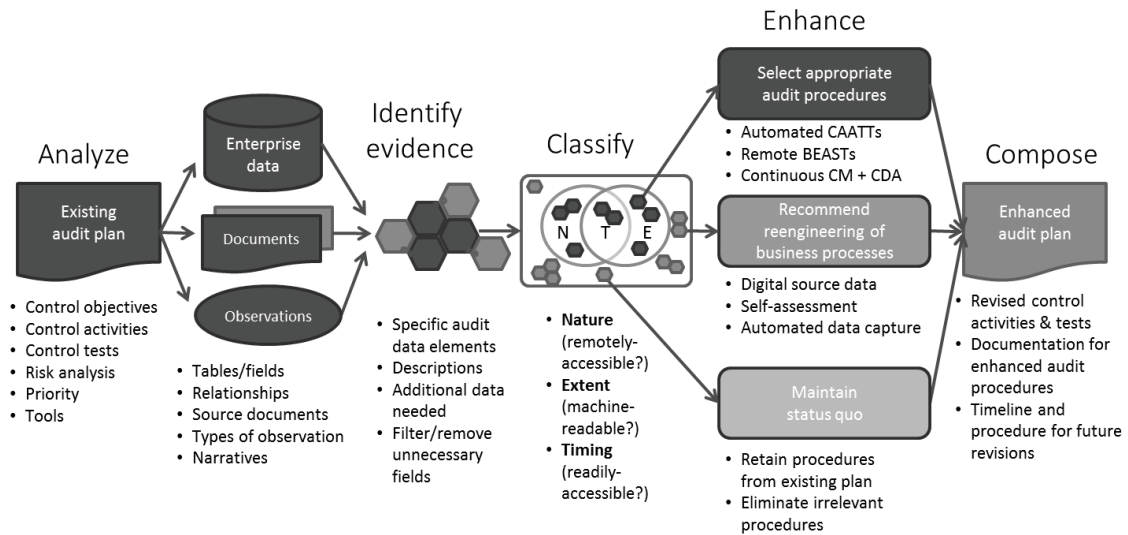 Analyze
Existing
audit plan
• Control objectives
• Control activities
• Control tests
• Risk analysis
• Priority
• Tools
Enterprise
data
Documents
Observations
• Tables/fields
• Relationships
• Source documents
• Types of observation
• Narratives
Identify
evidence
• Specific audit
data elements
• Descriptions
• Additional data
needed
• Filter/remove
unnecessary
fields
Classify
N T E
• Nature
(remotely-
accessible?)
• Extent
(machine-
readable?)
• Timing
(readily-
accessible?)
Enhance
Select appropriate
audit procedures
• Automated CAATTs
• Remote BEASTs
• Continuous CM + CDA
Recommend
reengineering of
business processes
• Digital source data
• Self-assessment
• Automated data capture
Maintain
status quo
• Retain procedures
from existing plan
• Eliminate irrelevant
procedures
Compose
Enhanced
audit plan
• Revised control
activities & tests
• Documentation for
enhanced audit
procedures
• Timeline and
procedure for future
revisions